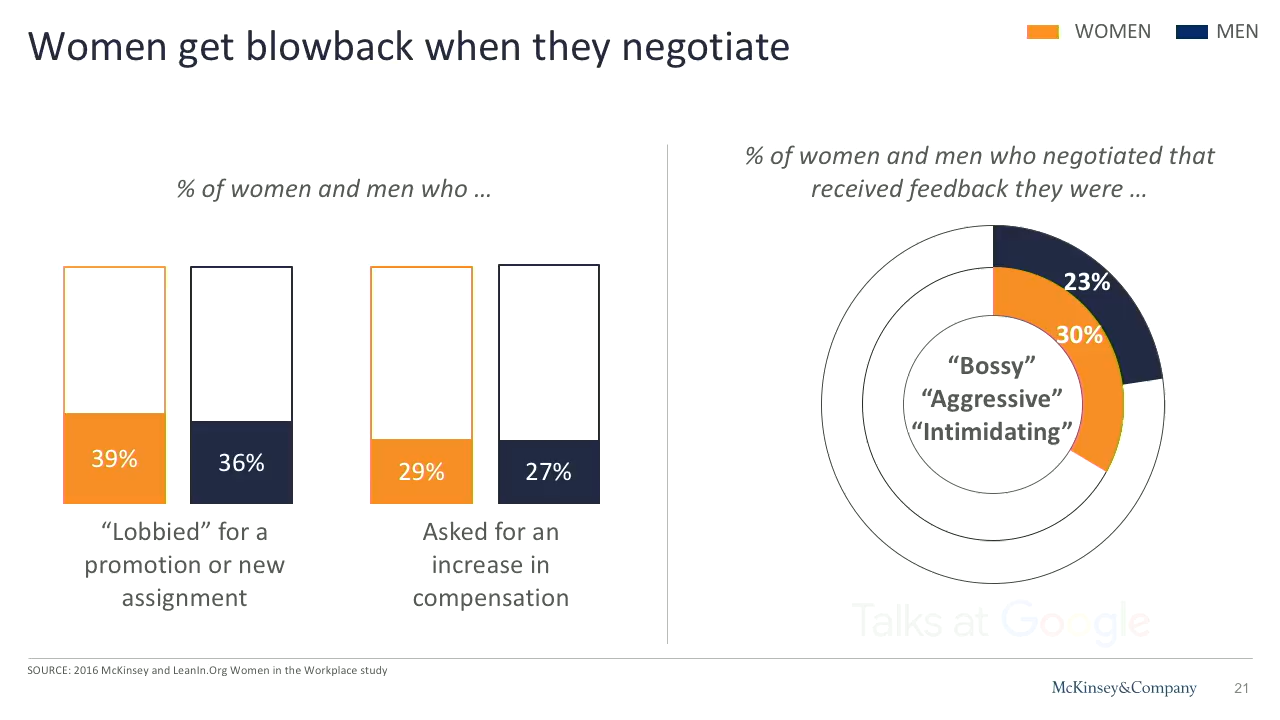 Women get blowback when they negotiate
WOMEN
MEN
% of women and men who …
39%
36%
29%
27%
“Lobbied” for a
promotion or new
assignment
Asked for an
increase in
compensation
% of women and men who negotiated that
received feedback they were …
23%
30%
“Bossy”
“Aggressive”
“Intimidating”
Talks at Google
SOURCE: 2016 McKinsey and LeanIn.Org Women in the Workplace study
McKinsey&Company
21